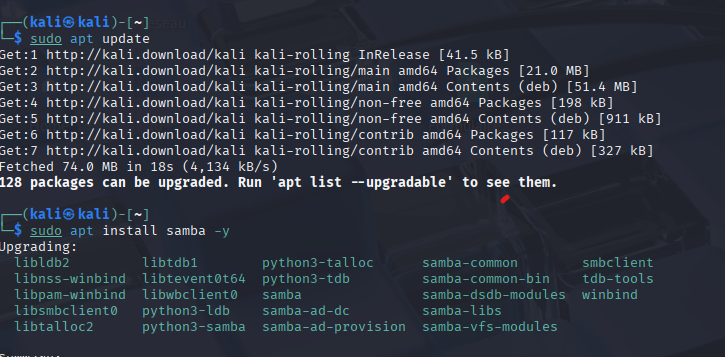 ┌──(kali㉿kali)-[~]
└─$ sudo apt update
Get:1 http://kali.download/kali kali-rolling InRelease [41.5 kB]
Get:2 http://kali.download/kali kali-rolling/main amd64 Packages [21.0 MB]
Get:3 http://kali.download/kali kali-rolling/main amd64 Contents (deb) [51.4 MB]
Get:4 http://kali.download/kali kali-rolling/non-free amd64 Packages [198 kB]
Get:5 http://kali.download/kali kali-rolling/non-free amd64 Contents (deb) [911 kB]
Get:6 http://kali.download/kali kali-rolling/contrib amd64 Packages [117 kB]
Get:7 http://kali.download/kali kali-rolling/contrib amd64 Contents (deb) [327 kB]
Fetched 74.0 MB in 18s (4,134 kB/s)
128 packages can be upgraded. Run 'apt list --upgradable' to see them.
┌──(kali㉿kali)-[~]
└─$ sudo apt install samba -y
Upgrading:
libldb2 libtdb1 python3-talloc samba-common smbclient
libnss-winbind libtevent0t64 python3-tdb samba-common-bin tdb-tools
libpam-winbind libwbclient0 samba samba-dsdb-modules winbind
libsmbclient0 python3-ldb samba-ad-dc samba-libs
libtalloc2 python3-samba samba-ad-provision samba-vfs-modules